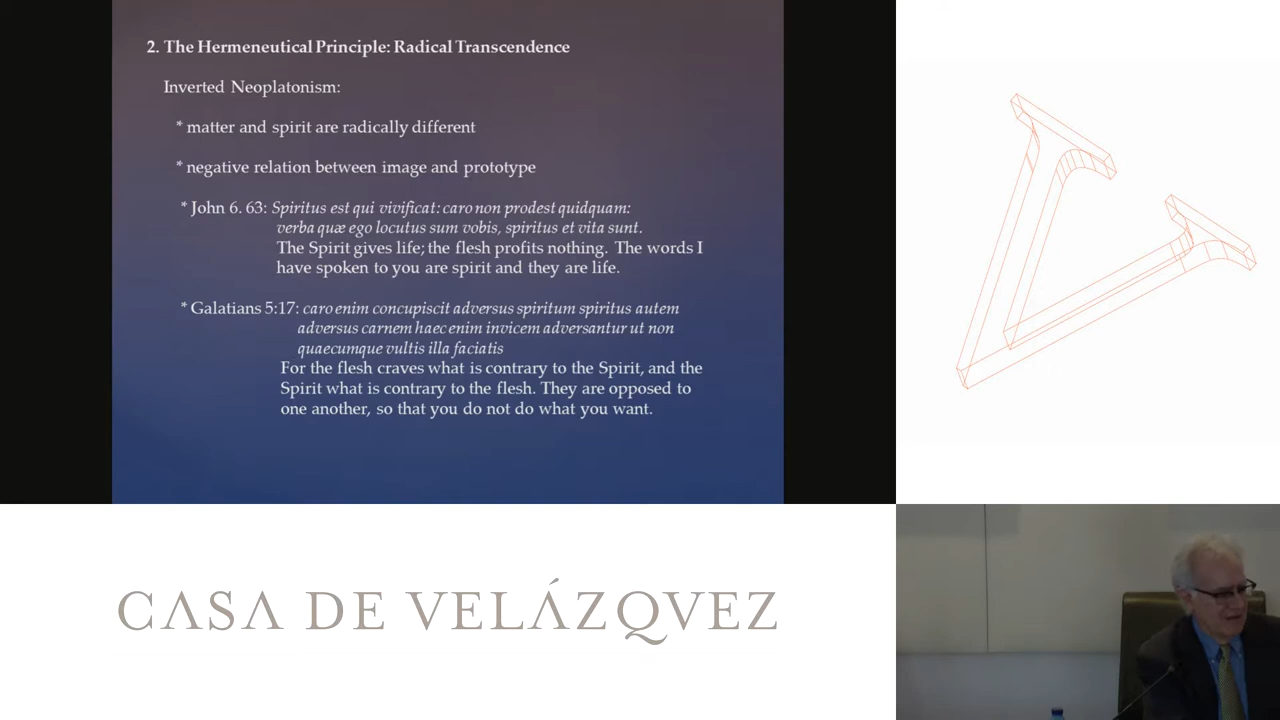 2. The Hermeneutical Principle: Radical Transcendence
Inverted Neoplatonism:
* matter and spirit are radically different
* negative relation between image and prototype
* John 6. 63: Spiritus est qui vivificat: caro non prodest quidquam:
verba quæ ego locutus sum vobis, spiritus et vita sunt.
The Spirit gives life; the flesh profits nothing. The words I
have spoken to you are spirit and they are life.
* Galatians 5:17: caro enim concupiscit adversus spiritum spiritus autem
adversus carnem haec enim invicem adversantur ut non
quaecumque vultis illa faciatis
For the flesh craves what is contrary to the Spirit, and the
Spirit what is contrary to the flesh. They are opposed to
one another, so that you do not do what you want.
V
CASA DE VELÁZQVEZ